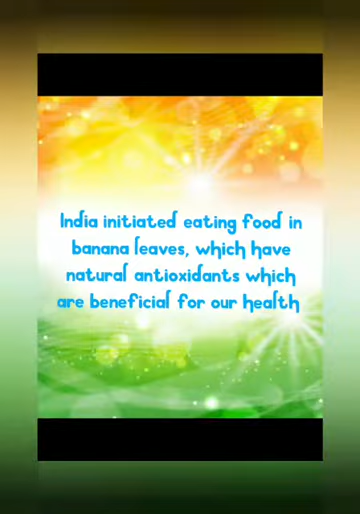 India initiated eating food in
banana leaves, which have
natural antioxidants which
are beneficial for our health